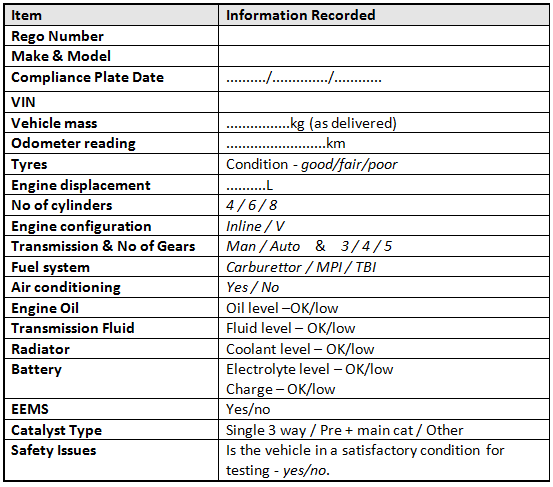 Item Information Recorded
Rego Number
Make & Model
Compliance Plate Date ........../............../............
VIN
Vehicle mass ................kg (as delivered)
Odometer reading .........................km
Tyres Condition - good/fair/poor
Engine displacement ..........L
No of cylinders 4 / 6 / 8
Engine configuration Inline / V
Transmission & No of Gears Man / Auto & 3 / 4 / 5
Fuel system Carburettor / MPI / TBI
Air conditioning Yes / No
Engine Oil Oil level –OK/low
Transmission Fluid Fluid level – OK/low
Radiator Coolant level – OK/low
Battery Electrolyte level – OK/low
Charge – OK/low
EEMS Yes/no
Catalyst Type Single 3 way / Pre + main cat / Other
Safety Issues Is the vehicle in a satisfactory condition for
testing - yes/no.